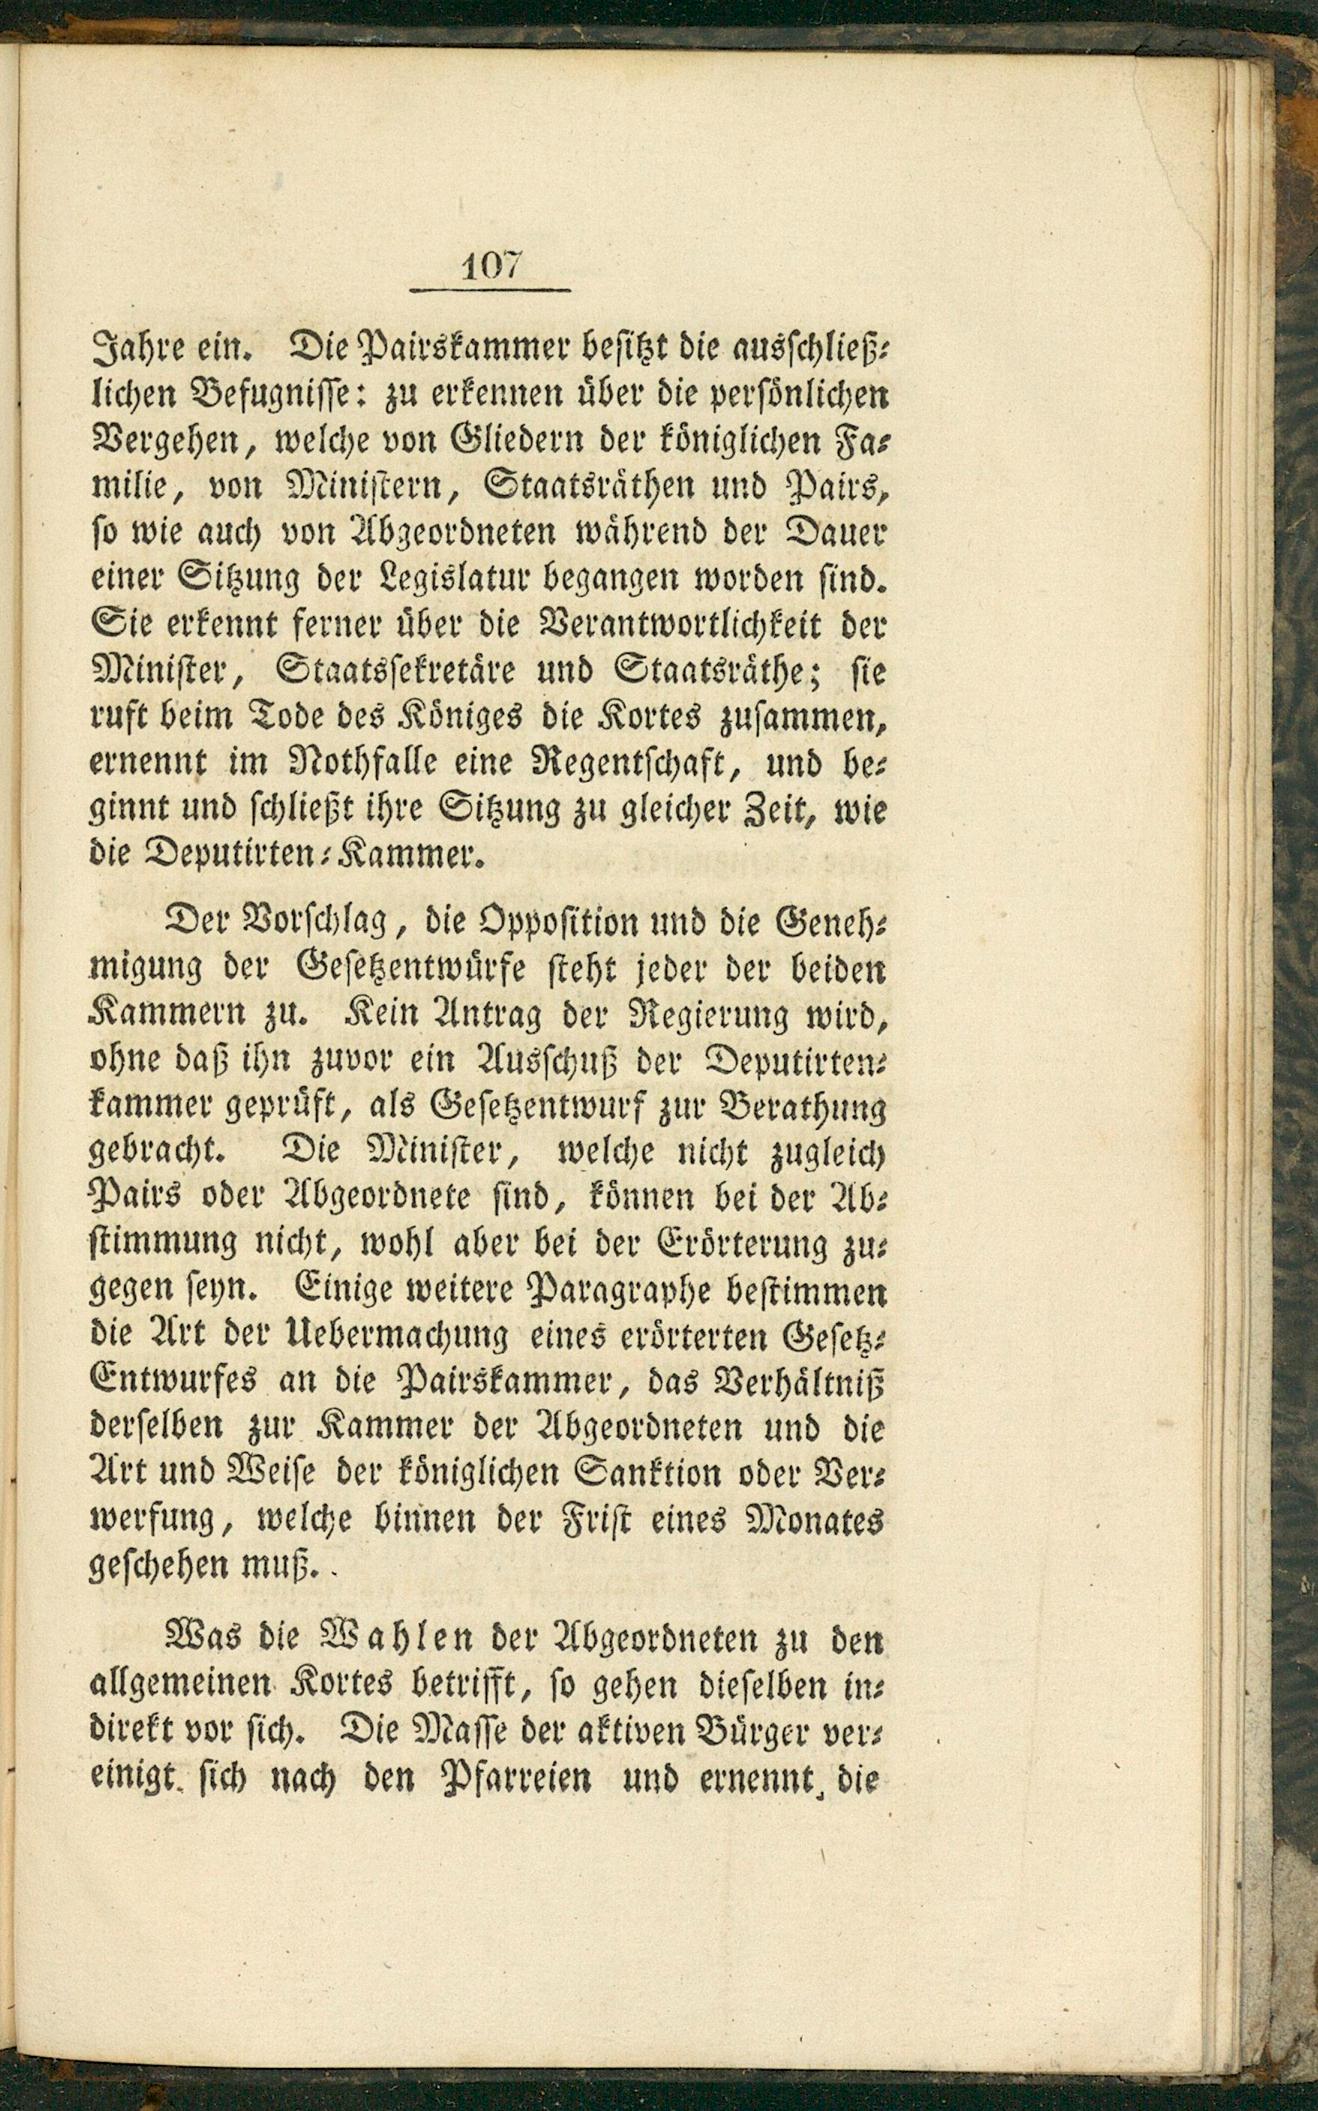 107
Jahre ein. Die Pairskammer besitzt die ausschließ-
lichen Befugnisse: zu erkennen über die persönlichen
Vergehen, welche von Gliedern der königlichen Fa-
milie, von Ministern, Staatsräthen und Pairs,
so wie auch von Abgeordneten während der Dauer
einer Sitzung der Legislatur begangen worden sind.
Sie erkennt ferner über die Verantwortlichkeit der
Minister, Staatssekretäre und Staatsräthe; sie
ruft beim Tode des Königes die Kortes zusammen,
ernennt im Nothfalle eine Regentschaft, und be-
ginnt und schließt ihre Sitzung zu gleicher Zeit, wie
die Deputirten-Kammer.
Der Vorschlag, die Opposition und die Geneh-
migung der Gesetzentwürfe steht jeder der beiden
Kammern zu. Kein Antrag der Regierung wird,
ohne daß ihn zuvor ein Ausschuß der Deputirten-
kammer geprüft, als Gesetzentwurf zur Berathung
gebracht. Die Minister, welche nicht zugleich
Pairs oder Abgeordnete sind, können bei der Ab-
stimmung nicht, wohl aber bei der Erörterung zu-
gegen seyn. Einige weitere Paragraphe bestimmen
die Art der Uebermachung eines erörterten Gesetz-
Entwurfes an die Pairskammer, das Verhältniß
derselben zur Kammer der Abgeordneten und die
Art und Weise der königlichen Sanktion oder Ver-
werfung, welche binnen der Frist eines Monates
geschehen muß.
Was die Wahlen der Abgeordneten zu den
allgemeinen Kortes betrifft, so gehen dieselben in-
direkt vor sich. Die Masse der aktiven Bürger ver-
einigt sich nach den Pfarreien und ernennt, die